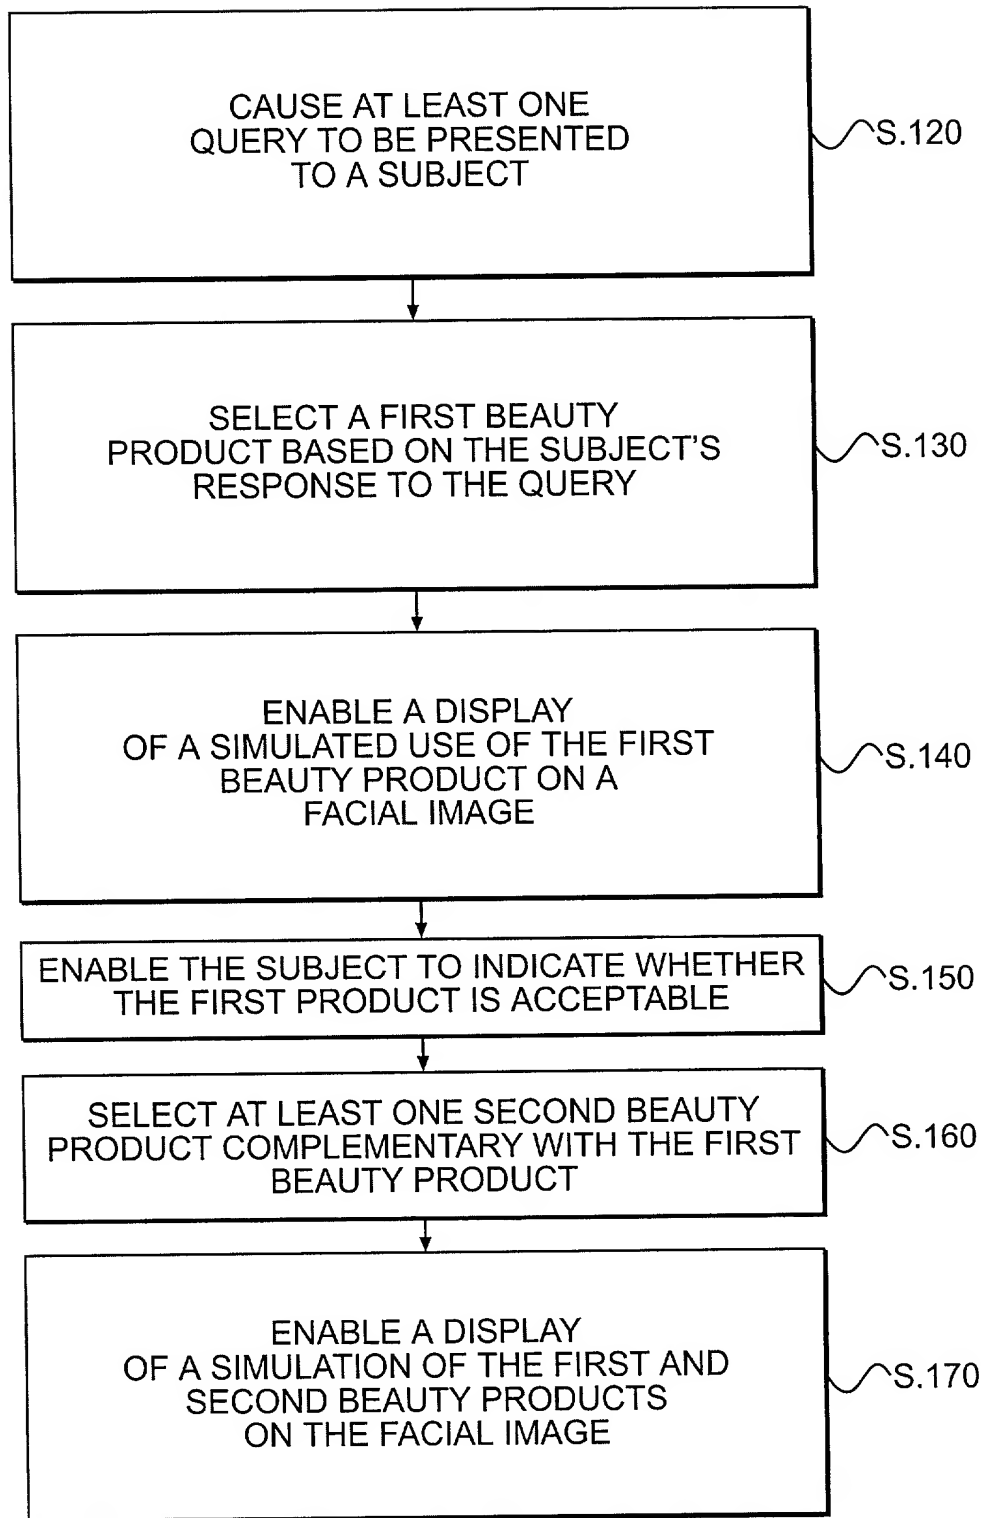 CAUSE AT LEAST ONE
QUERY TO BE PRESENTED
TO A SUBJECT
S.120
SELECT A FIRST BEAUTY
PRODUCT BASED ON THE SUBJECT'S
RESPONSE TO THE QUERY
S.130
ENABLE A DISPLAY
OF A SIMULATED USE OF THE FIRST
BEAUTY PRODUCT ON A
FACIAL IMAGE
S.140
ENABLE THE SUBJECT TO INDICATE WHETHER
THE FIRST PRODUCT IS ACCEPTABLE
S.150
SELECT AT LEAST ONE SECOND BEAUTY
PRODUCT COMPLEMENTARY WITH THE FIRST
BEAUTY PRODUCT
S.160
ENABLE A DISPLAY
OF A SIMULATION OF THE FIRST AND
SECOND BEAUTY PRODUCTS
ON THE FACIAL IMAGE
S.170